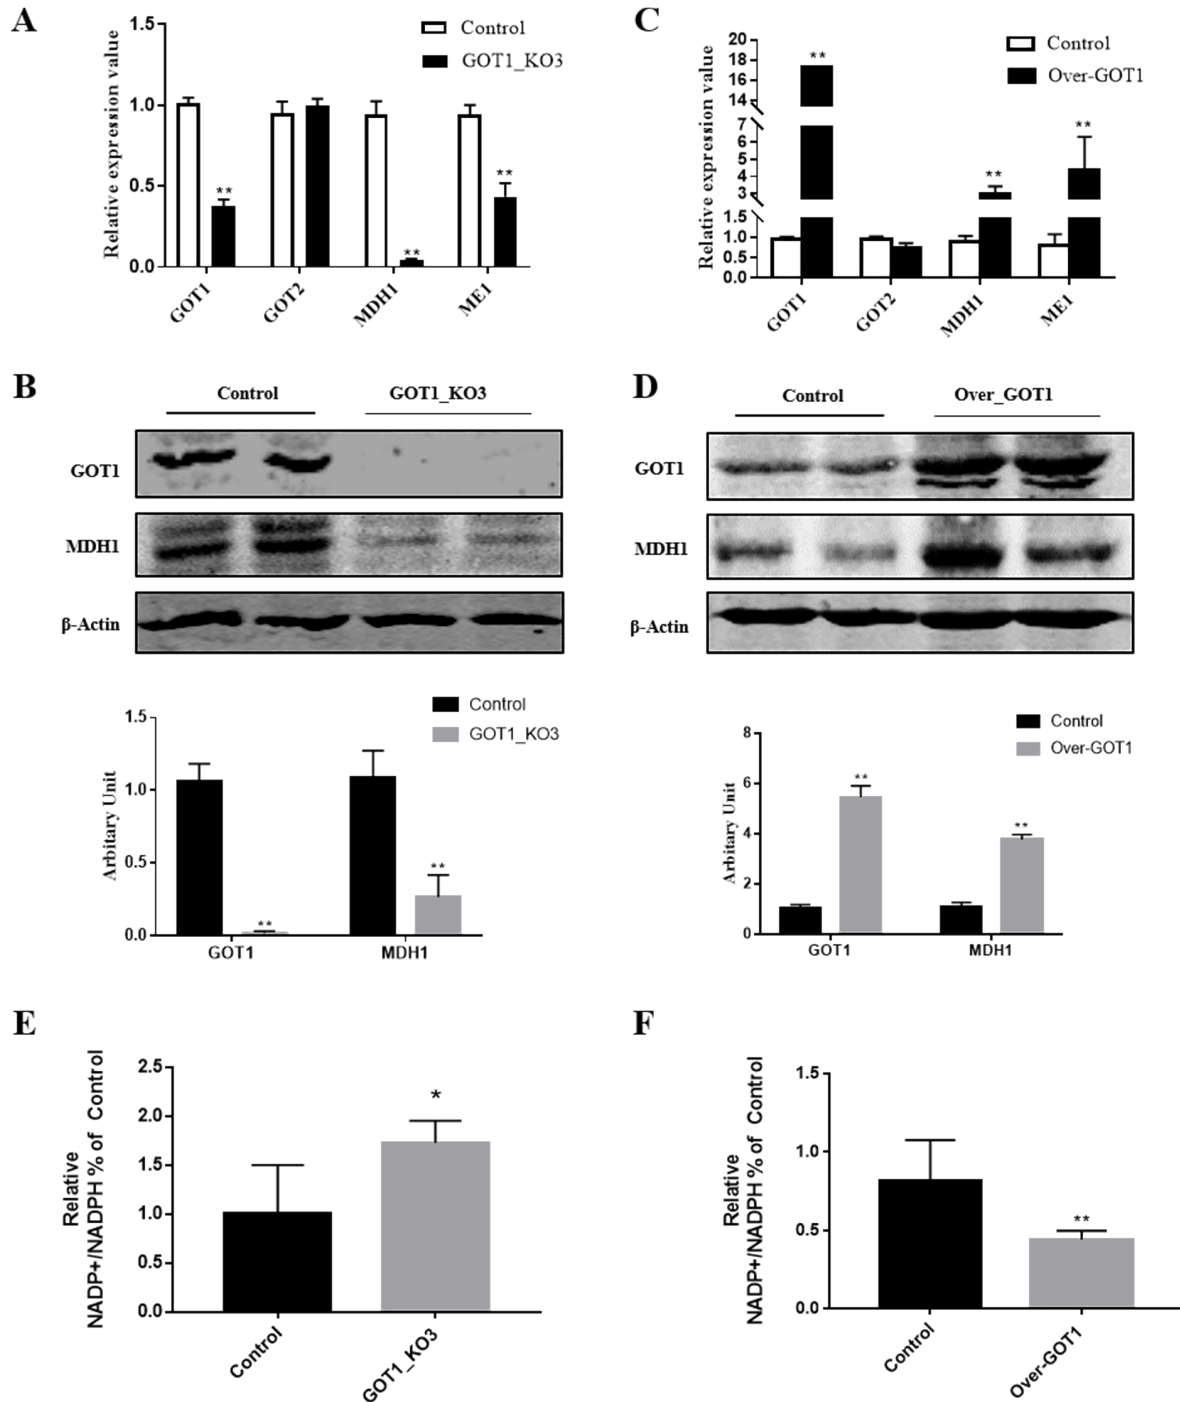 A
Relative expression value
1.5
1.0
0.5
0.0
Control
GOT1_KO3
**
**
**
GOT1
GOT2
MDH1
ME1
C
Relative expression value
20
18
16
14
7
6
5
4
3
1.5
1.0
0.5
0.0
Control
Over-GOT1
**
**
**
GOT1
GOT2
MDH1
ME1
B
Control
GOT1_KO3
GOT1
MDH1
β-Actin
Arbitary Unit
1.5
1.0
0.5
0.0
Control
GOT1_KO3
**
**
GOT1
MDH1
D
Control
Over_GOT1
GOT1
MDH1
β-Actin
Arbitary Unit
8
6
4
2
0
Control
Over-GOT1
**
**
GOT1
MDH1
E
Relative
NADP+/NADPH % of Control
2.5
2.0
1.5
1.0
0.5
0.0
*
Control
GOT1_KO3
F
Relative
NADP+/NADPH % of Control
1.5
1.0
0.5
0.0
**
Control
Over-GOT1